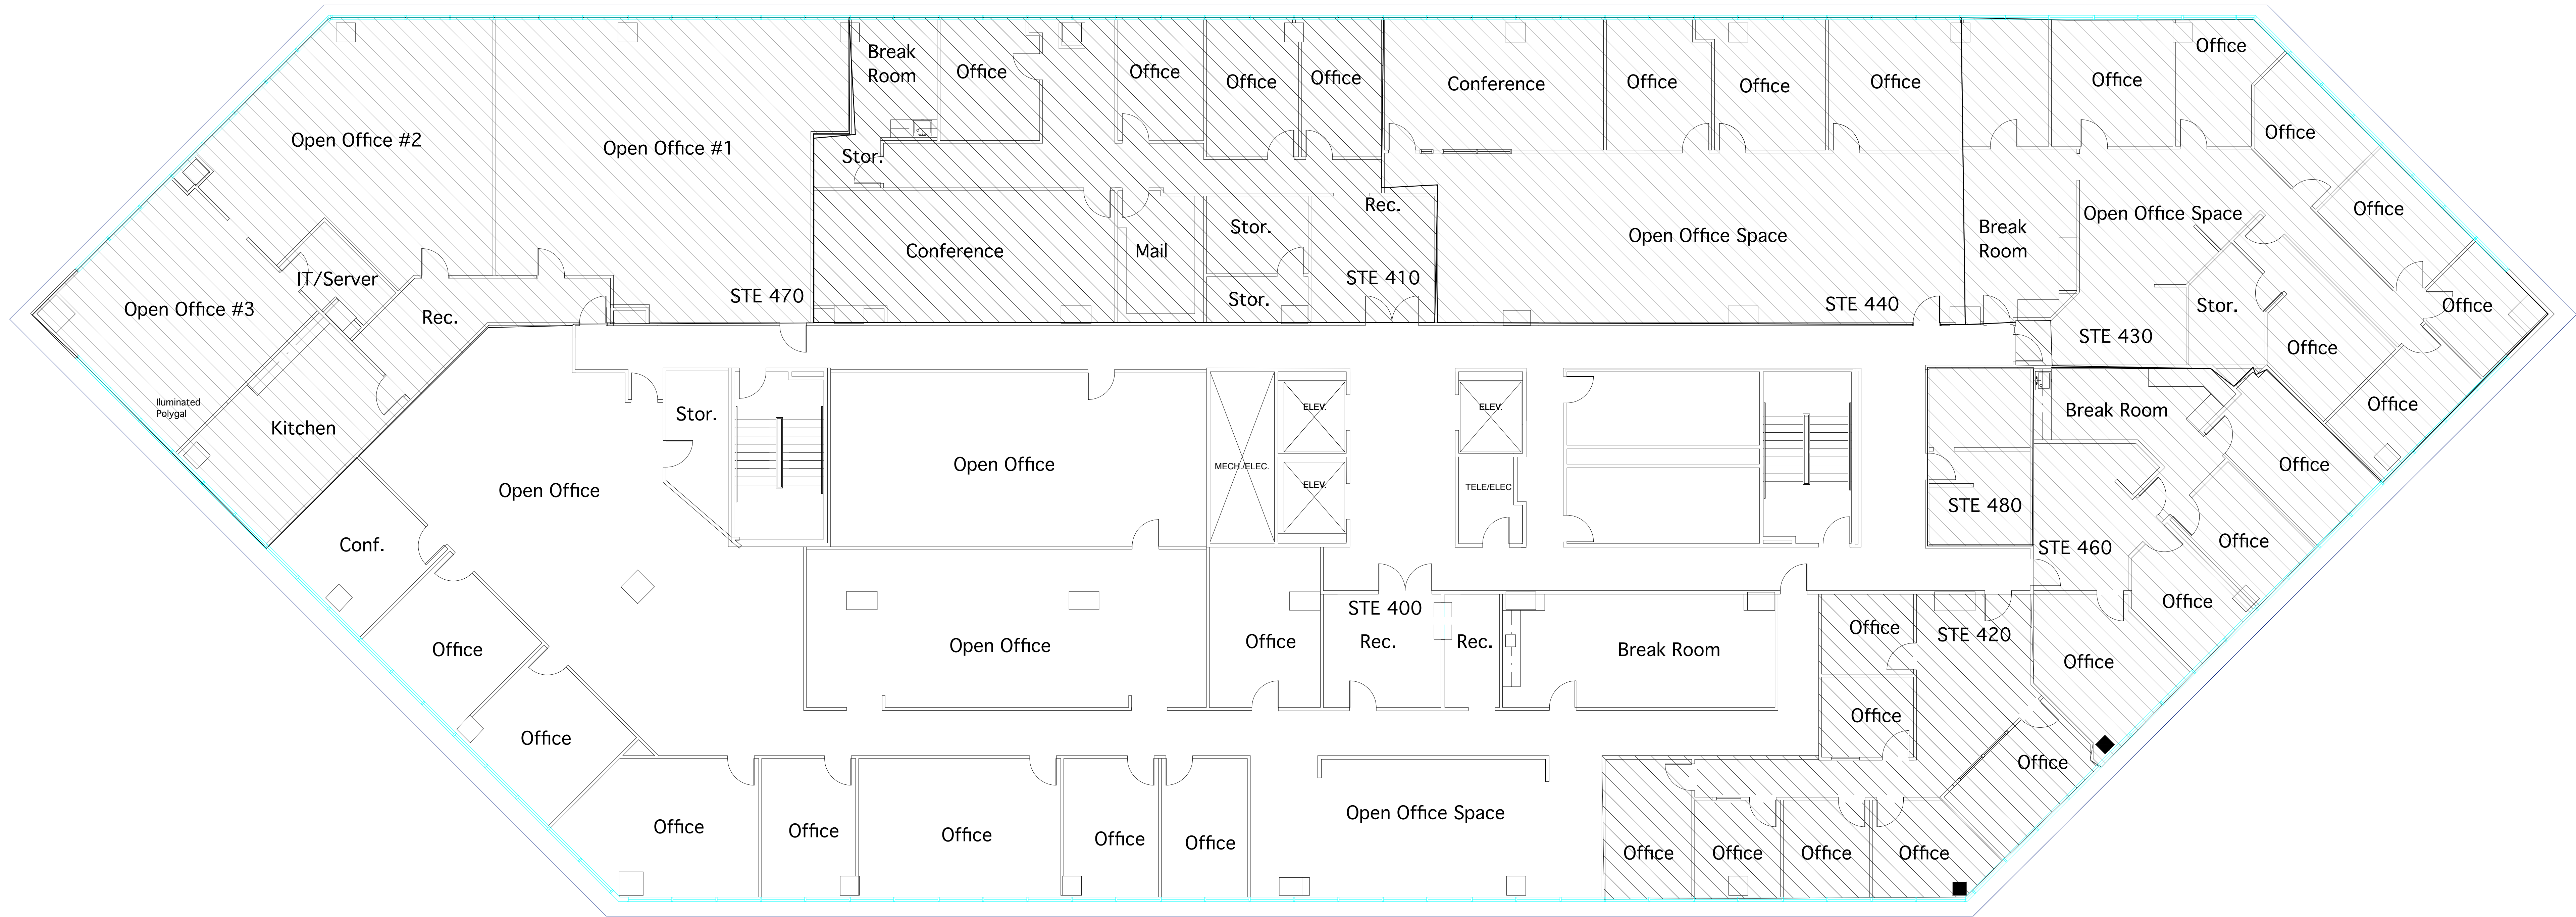 Open Office #2
Open Office #1
Break
Room
Office
Office
Office
Office
Conference
Office
Office
Office
Office
Office
Stor.
Office
Office
Open Office #3
IT/Server
Rec.
STE 470
Conference
Mail
Stor.
Stor.
Rec.
STE 410
Open Office Space
STE 440
Break
Room
Open Office Space
STE 430
Stor.
Office
Office
Office
Iluminated
Polygal
Kitchen
Stor.
Open Office
Open Office
MECH./ELEC.
ELEV.
ELEV.
ELEV.
TELE/ELEC
STE 480
Break Room
Office
STE 460
Office
Office
Office
Conf.
Office
Office
Open Office
Office
STE 400
Rec.
Rec.
Break Room
Office
STE 420
Office
Office
Office
Office
Office
Office
Office
Open Office Space
Office
Office
Office
Office